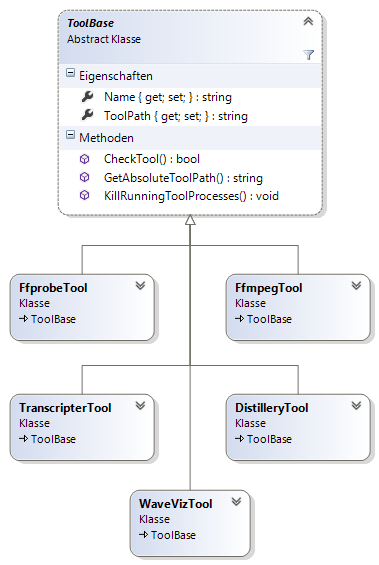 ToolBase
Abstract Klasse
Eigenschaften
Name { get; set; } : string
ToolPath { get; set; } : string
Methoden
CheckTool() : bool
GetAbsoluteToolPath() : string
KillRunningToolProcesses() : void
FfprobeTool
Klasse
ToolBase
FfmpegTool
Klasse
ToolBase
TranscripterTool
Klasse
ToolBase
DistilleryTool
Klasse
ToolBase
WaveVizTool
Klasse
ToolBase